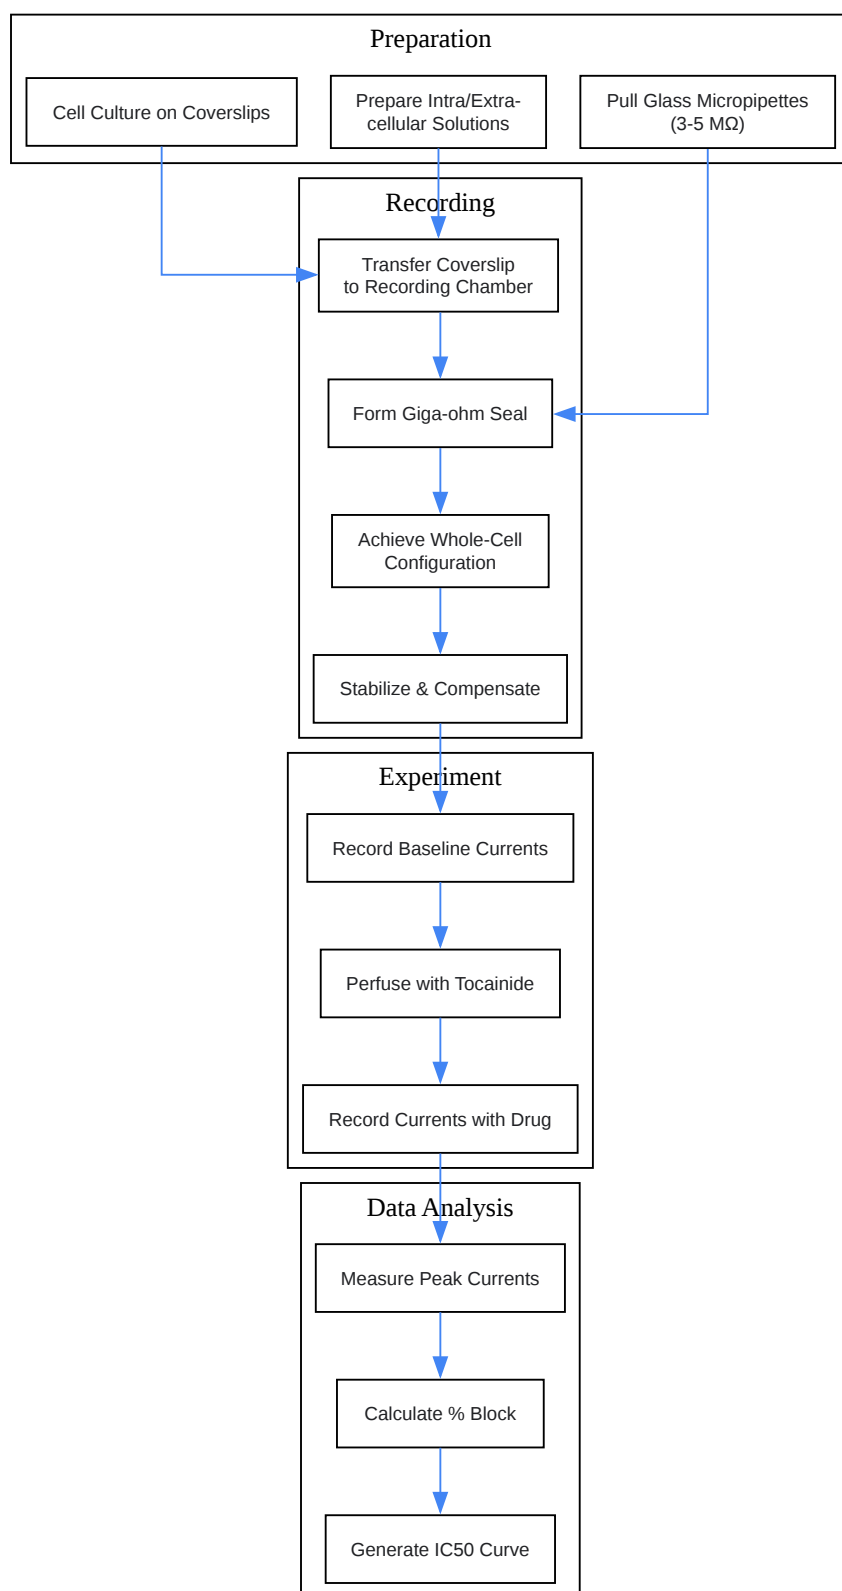 Preparation
Cell Culture on Coverslips
Prepare Intra/Extra-
cellular Solutions
Pull Glass Micropipettes
(3-5 MΩ)
Recording
Transfer Coverslip
to Recording Chamber
Form Giga-ohm Seal
Achieve Whole-Cell
Configuration
Stabilize & Compensate
Experiment
Record Baseline Currents
Perfuse with Tocainide
Record Currents with Drug
Data Analysis
Measure Peak Currents
Calculate % Block
Generate IC50 Curve